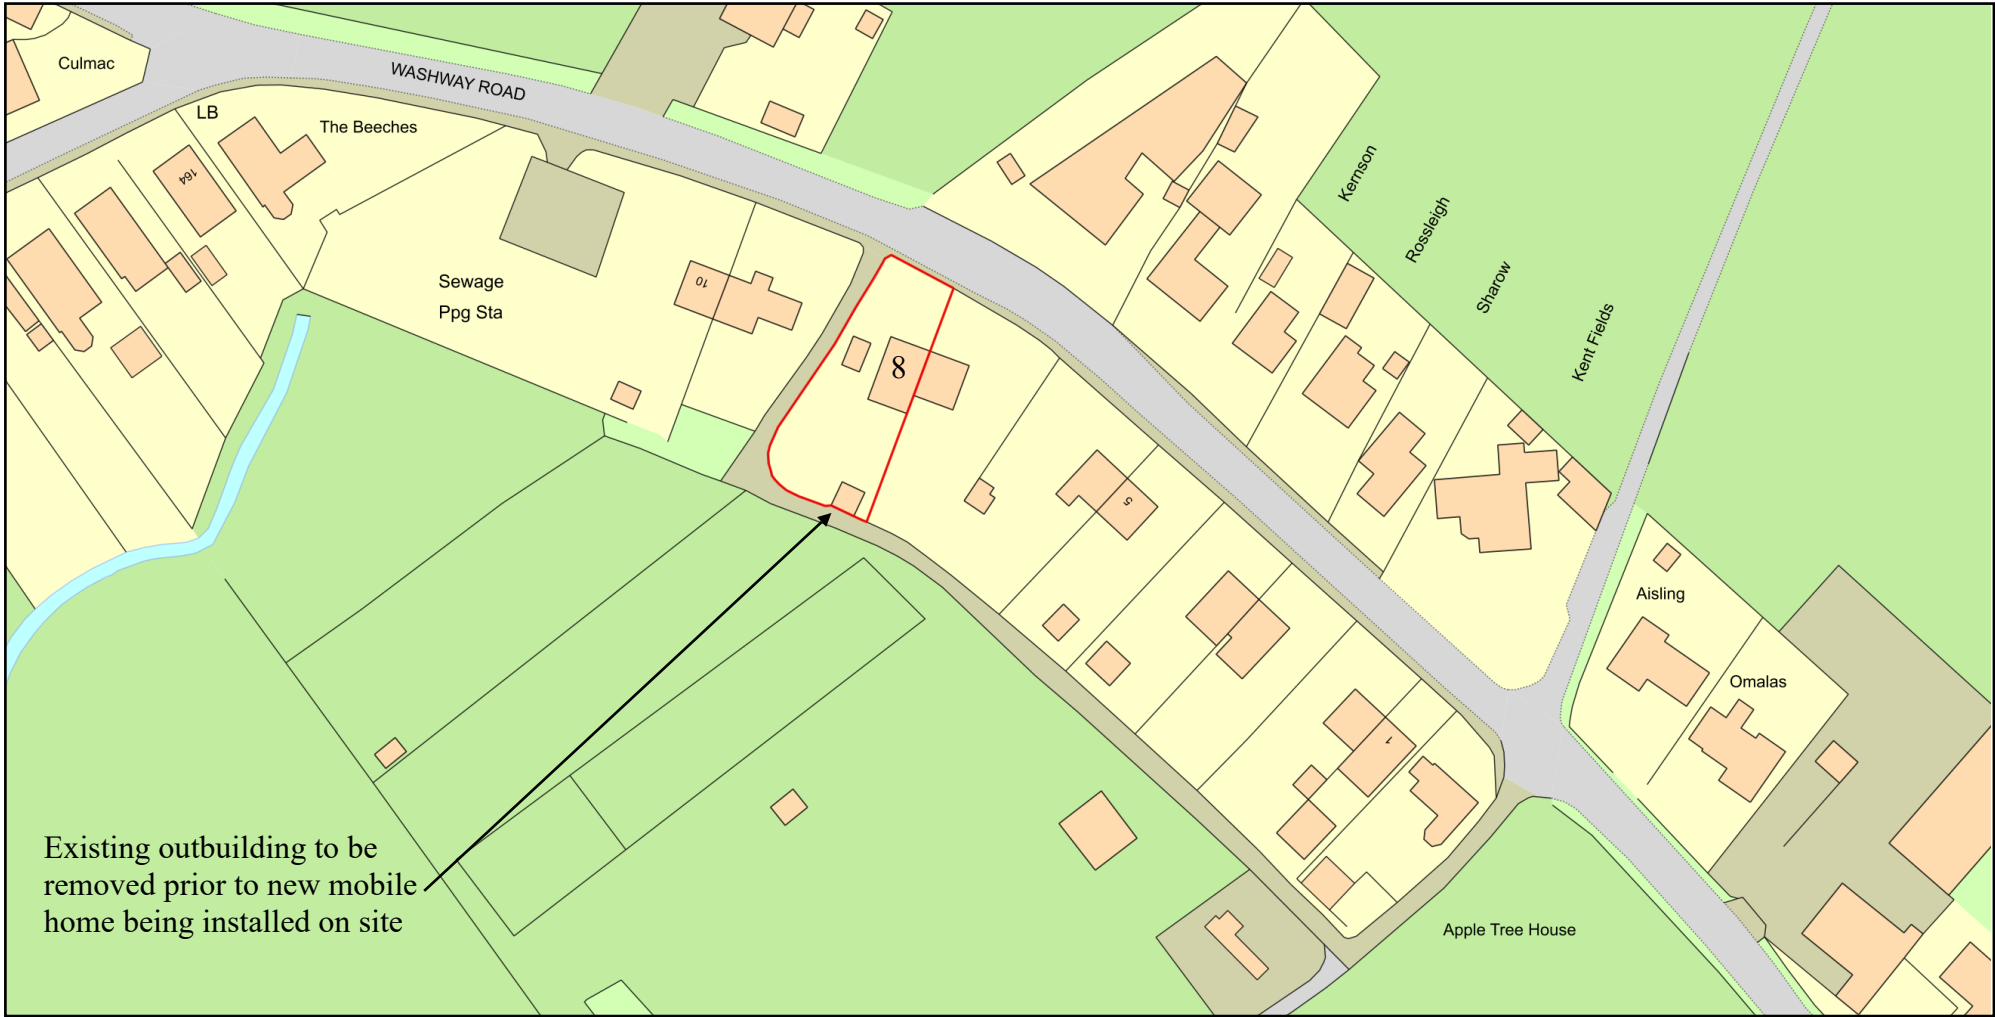 Culmac
WASHWAY ROAD
LB
The Beeches
164
Sewage
Ppg Sta
10
8
5
1
Kernson
Rossleigh
Sharow
Kent Fields
Aisling
Omalas
Existing outbuilding to be
removed prior to new mobile
home being installed on site
Apple Tree House